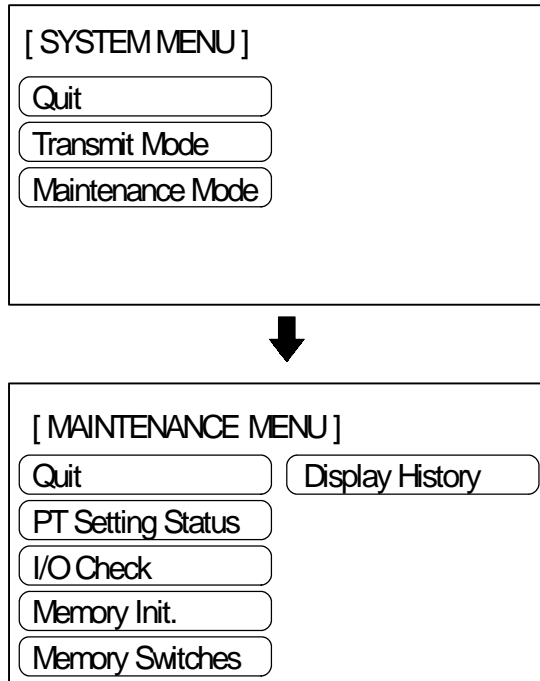 [ SYSTEM MENU ]
Quit
Transmit Mode
Maintenance Mode
[ MAINTENANCE MENU ]
Quit
Display History
PT Setting Status
I/O Check
Memory Init.
Memory Switches